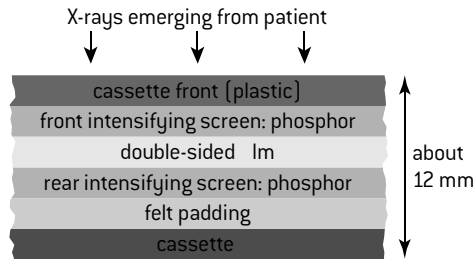 X-rays emerging from patient
cassette front (plastic)
front intensifying screen: phosphor
double-sided lm
rear intensifying screen: phosphor
felt padding
cassette
about
12 mm